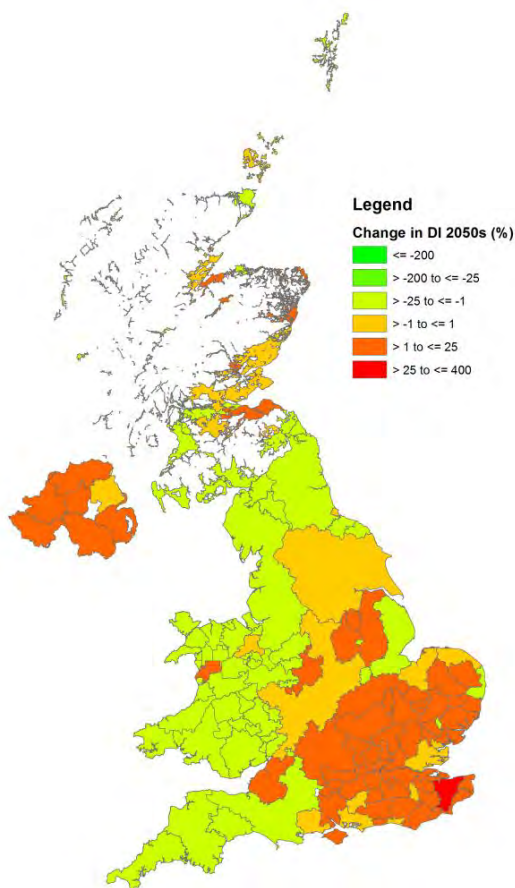 Legend
Change in DI 2050s (%)
<= -200
> -200 to <= -25
> -25 to <= -1
> -1 to <= 1
> 1 to <= 25
> 25 to <= 400